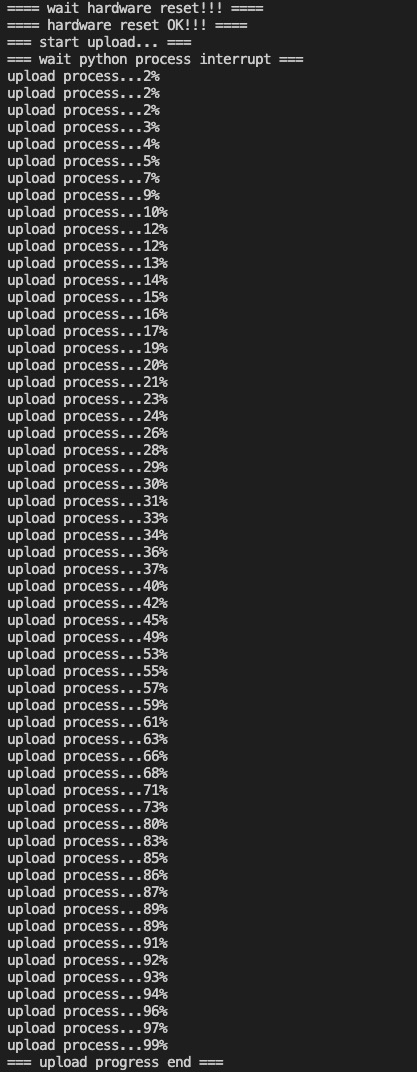 ==== wait hardware reset!!! ====
==== hardware reset OK!!! ====
=== start upload... ===
=== wait python process interrupt ===
upload process...2%
upload process...2%
upload process...2%
upload process...3%
upload process...4%
upload process...5%
upload process...7%
upload process...9%
upload process...10%
upload process...12%
upload process...12%
upload process...13%
upload process...14%
upload process...15%
upload process...16%
upload process...17%
upload process...19%
upload process...20%
upload process...21%
upload process...23%
upload process...24%
upload process...26%
upload process...28%
upload process...29%
upload process...30%
upload process...31%
upload process...33%
upload process...34%
upload process...36%
upload process...37%
upload process...40%
upload process...42%
upload process...45%
upload process...49%
upload process...53%
upload process...55%
upload process...57%
upload process...59%
upload process...61%
upload process...63%
upload process...66%
upload process...68%
upload process...71%
upload process...73%
upload process...80%
upload process...83%
upload process...85%
upload process...86%
upload process...87%
upload process...89%
upload process...89%
upload process...91%
upload process...92%
upload process...93%
upload process...94%
upload process...96%
upload process...97%
upload process...99%
=== upload progress end ===